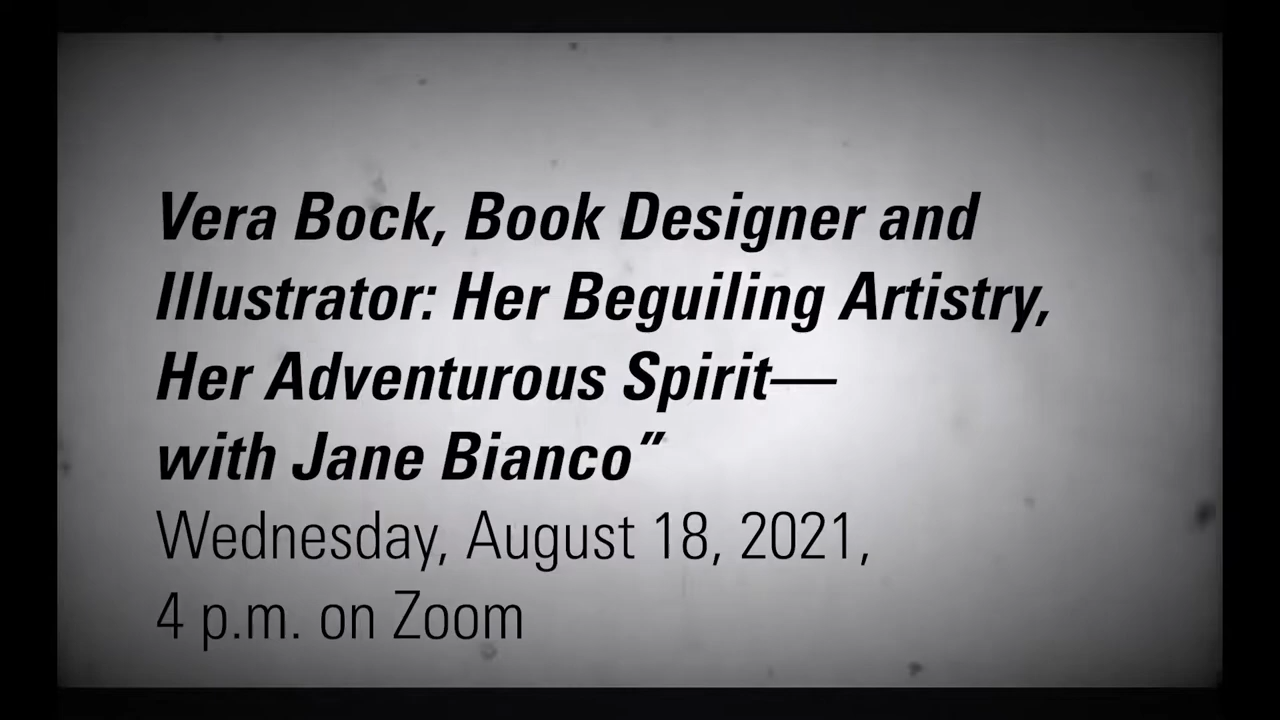 Vera Bock, Book Designer and
Illustrator: Her Beguiling Artistry,
Her Adventurous Spirit—
with Jane Bianco”
Wednesday, August 18, 2021,
4 p.m. on Zoom